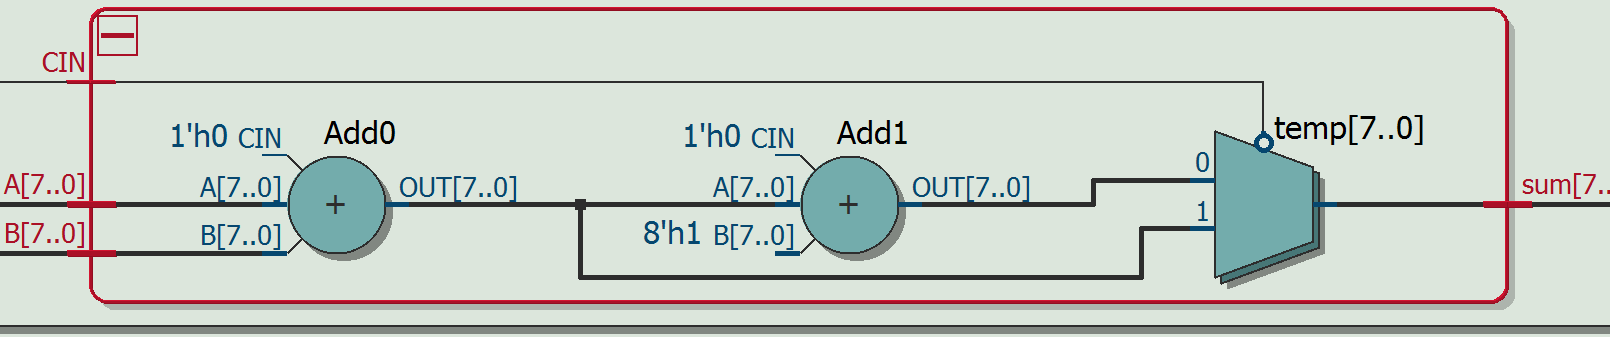 CIN
1'h0 CIN
Add0
1'h0 CIN
Add1
temp[7..0]
A[7..0]
A[7..0]
OUT[7..0]
A[7..0]
OUT[7..0]
0
sum[7..
B[7..0]
B[7..0]
+
8'h1 B[7..0]
+
1